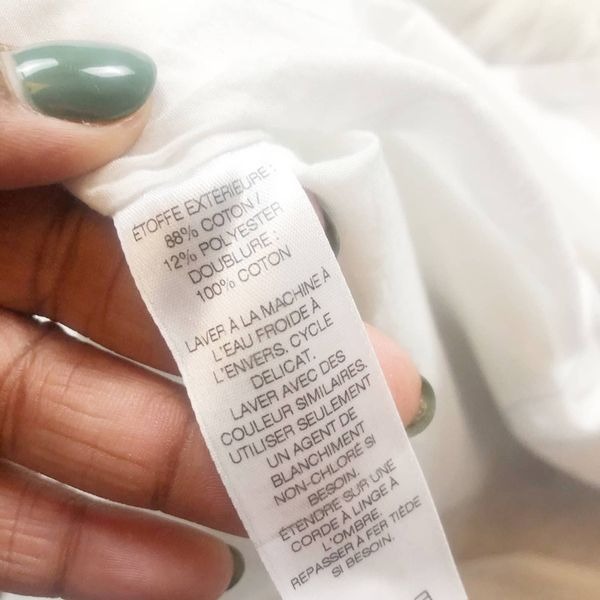 ÉTOFFE EXTÉRIEURE :
88% COTON /
12% POLYESTER
DOUBLURE :
100% COTON
LAVER À LA MACHINE À
L'EAU FROIDE À
L'ENVERS, CYCLE
DELICAT.
LAVER AVEC DES
COULEUR SIMILAIRES.
UTILISER SEULEMENT
UN AGENT DE
BLANCHIMENT
NON-CHLORÉ SI
BESOIN.
ÉTENDRE SUR UNE
CORDE À LINGE À
L'OMBRE.
REPASSER À FER TIÈDE
SI BESOIN.